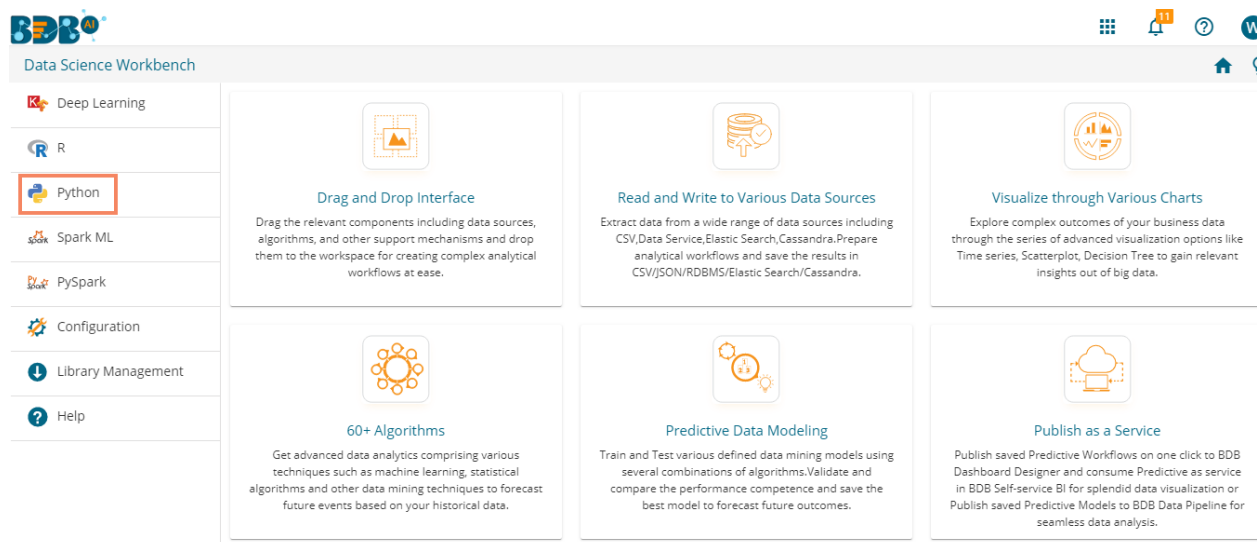 BDB AI
11
W
Data Science Workbench
Deep Learning
R
Python
Spark ML
PySpark
Configuration
Library Management
Help
Drag and Drop Interface
Drag the relevant components including data sources,
algorithms, and other support mechanisms and drop
them to the workspace for creating complex analytical
workflows at ease.
Read and Write to Various Data Sources
Extract data from a wide range of data sources including
CSV,Data Service,Elastic Search,Cassandra.Prepare
analytical workflows and save the results in
CSV/JSON/RDBMS/Elastic Search/Cassandra.
Visualize through Various Charts
Explore complex outcomes of your business data
through the series of advanced visualization options like
Time series, Scatterplot, Decision Tree to gain relevant
insights out of big data.
60+ Algorithms
Get advanced data analytics comprising various
techniques such as machine learning, statistical
algorithms and other data mining techniques to forecast
future events based on your historical data.
Predictive Data Modeling
Train and Test various defined data mining models using
several combinations of algorithms.Validate and
compare the performance competence and save the
best model to forecast future outcomes.
Publish as a Service
Publish saved Predictive Workflows on one click to BDB
Dashboard Designer and consume Predictive as service
in BDB Self-service BI for splendid data visualization or
Publish saved Predictive Models to BDB Data Pipeline for
seamless data analysis.